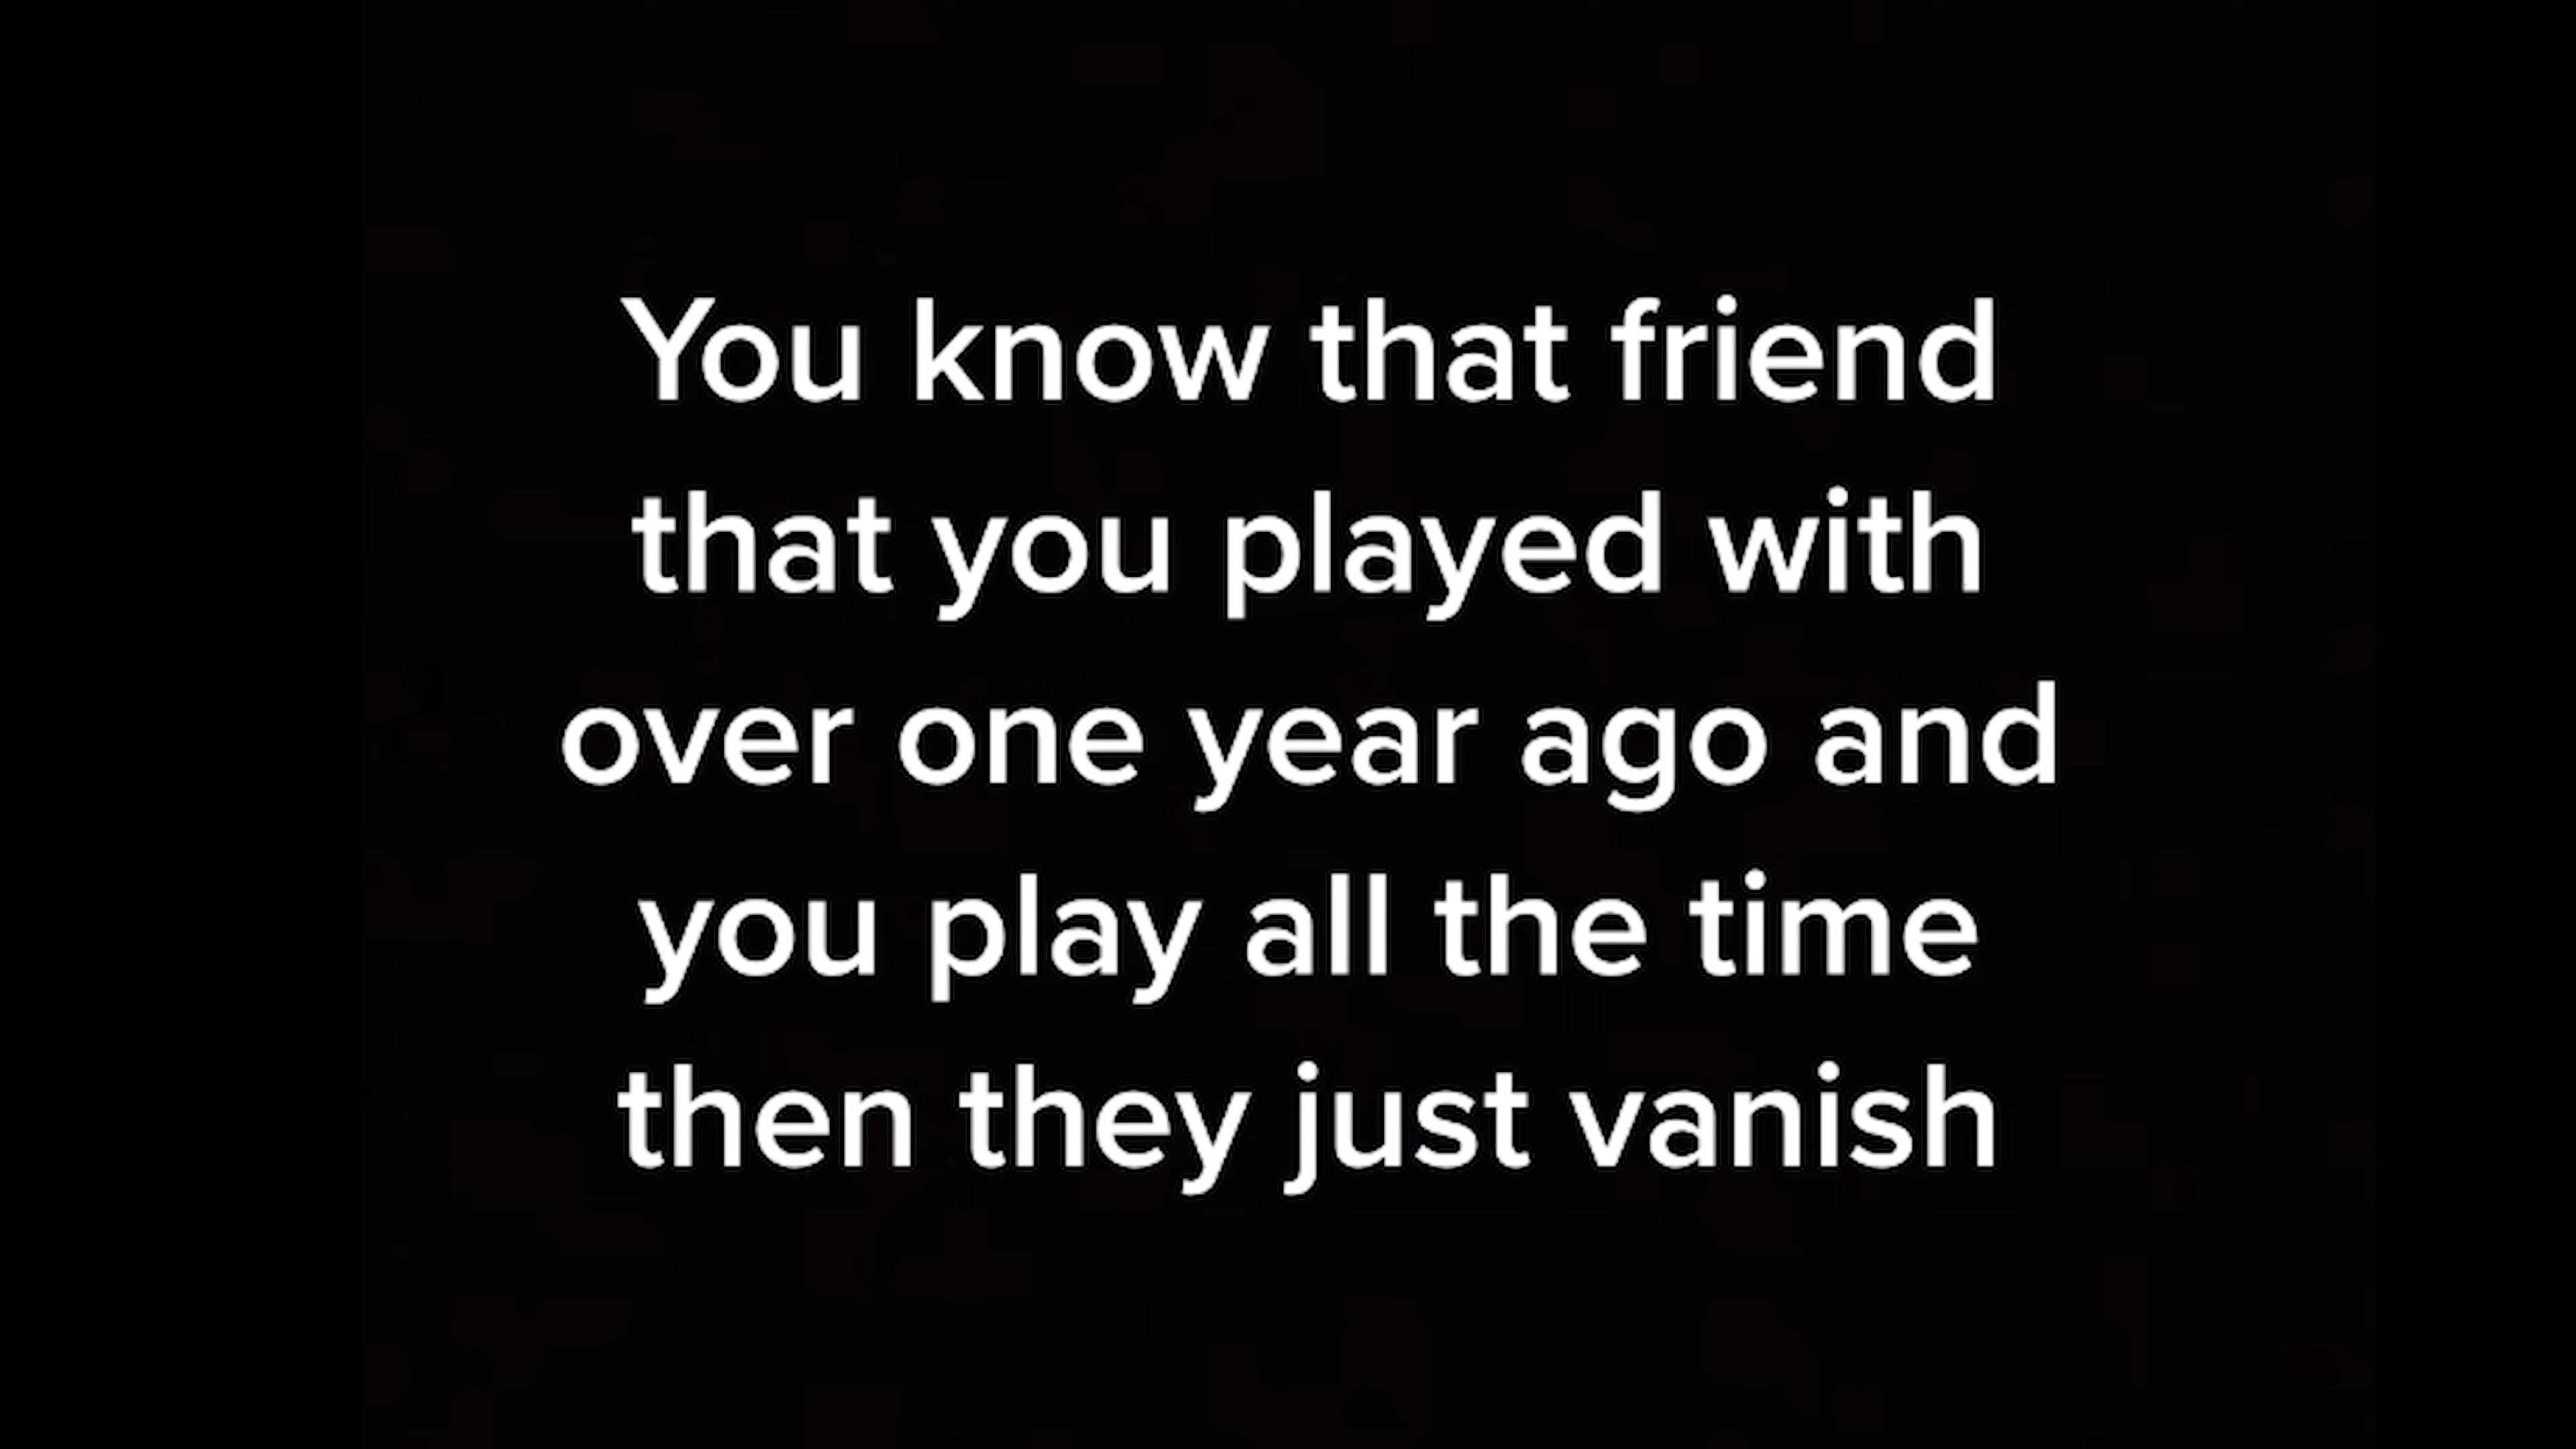 You know that friend
that you played with
over one year ago and
you play all the time
then they just vanish